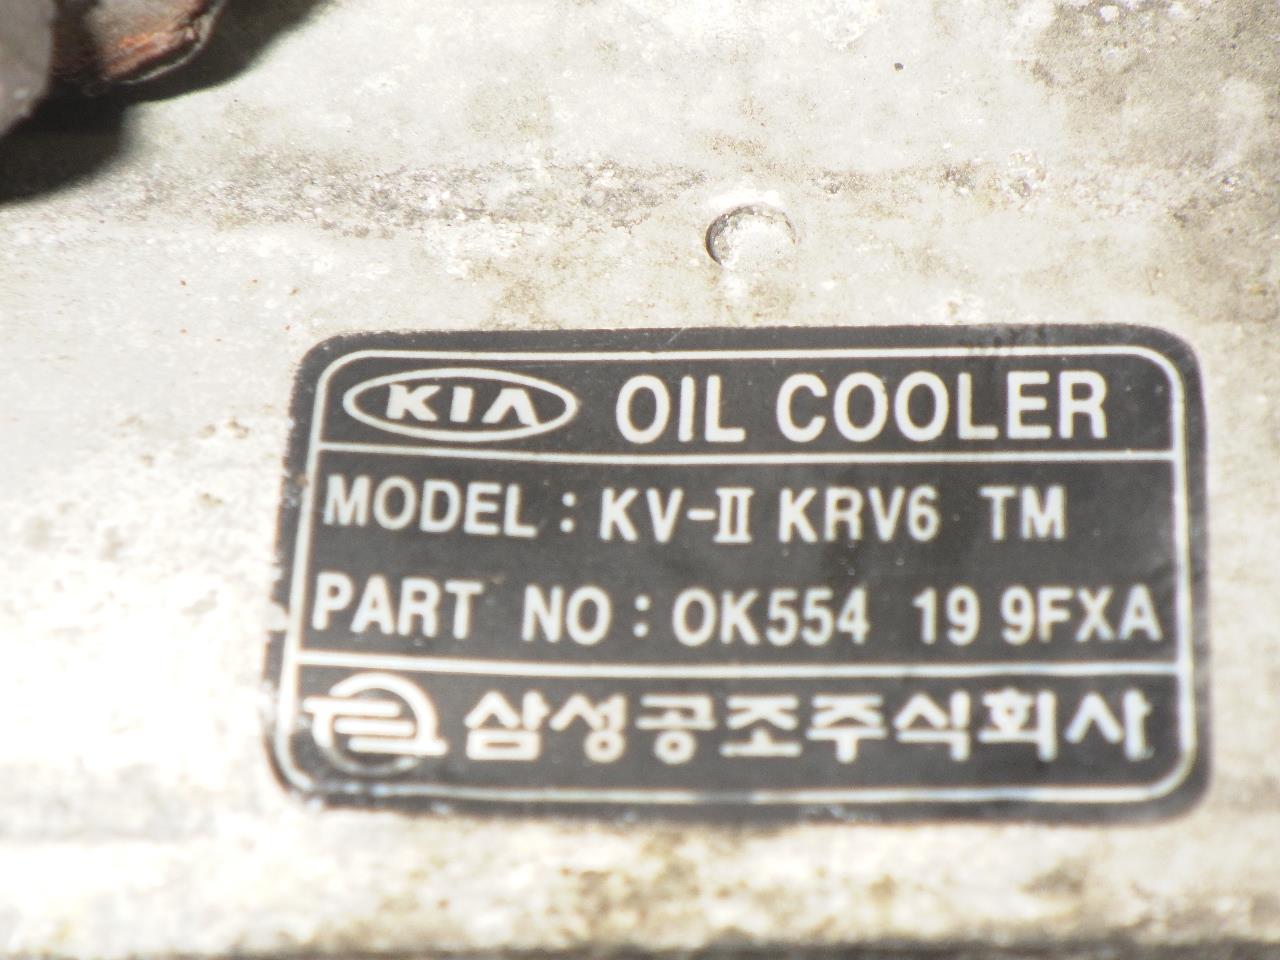 KIA OIL COOLER
MODEL : KV-Ⅱ KRV6 TM
PART NO : OK554 19 9FXA
삼성공조주식회사